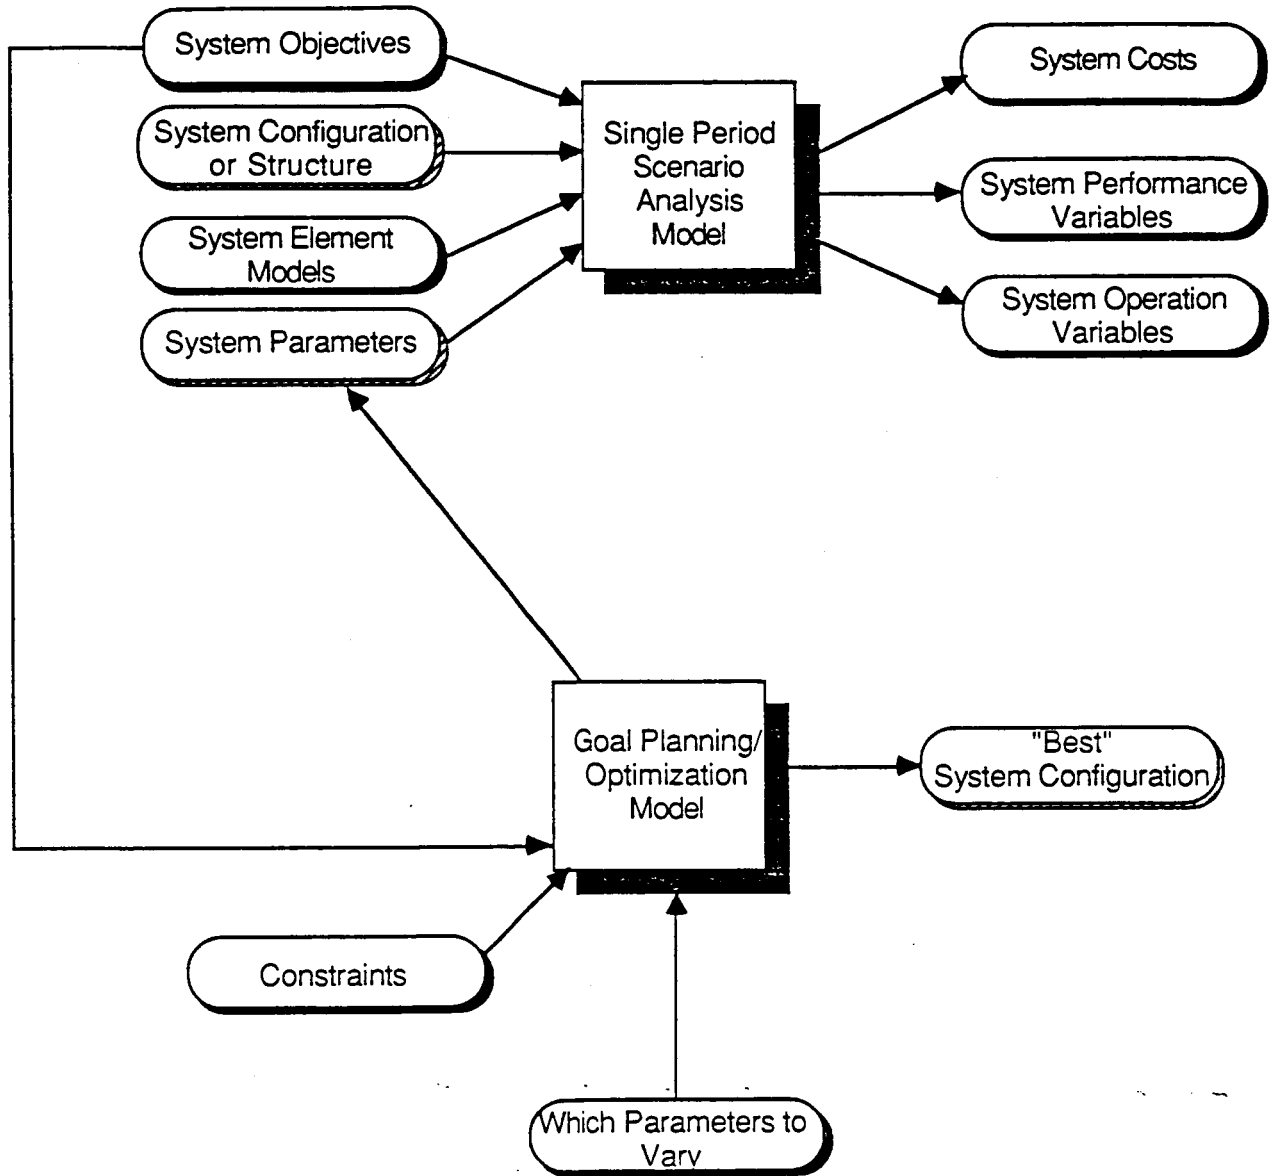 System Objectives
System Configuration
or Structure
System Element
Models
System Parameters
Single Period
Scenario
Analysis
Model
System Costs
System Performance
Variables
System Operation
Variables
Goal Planning/
Optimization
Model
"Best"
System Configuration
Constraints
Which Parameters to
Vary